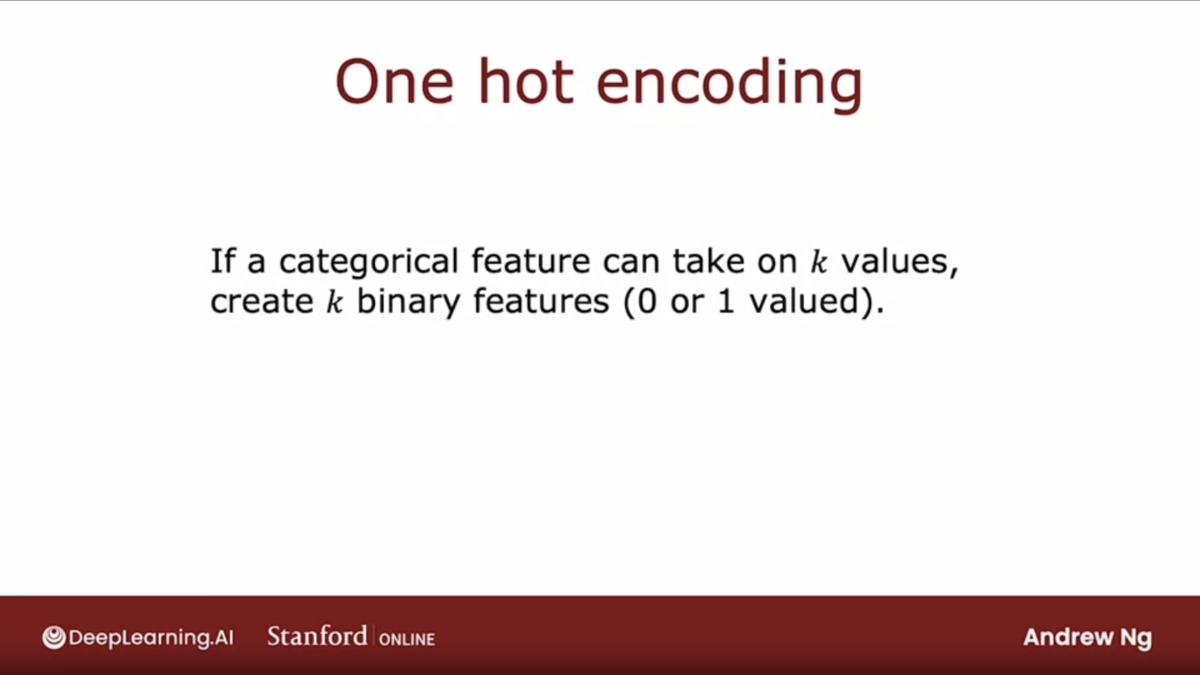 One hot encoding
If a categorical feature can take on k values,
create k binary features (0 or 1 valued).
DeepLearning.AI Stanford ONLINE Andrew Ng